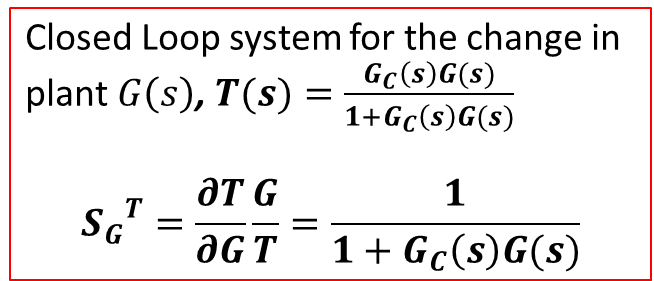 Closed Loop system for the change in
plant G(s), T(s) = G_C(s)G(s) / 1+G_C(s)G(s)
S_G^T = ∂T/∂G G/T = 1 / 1 + G_C(s)G(s)